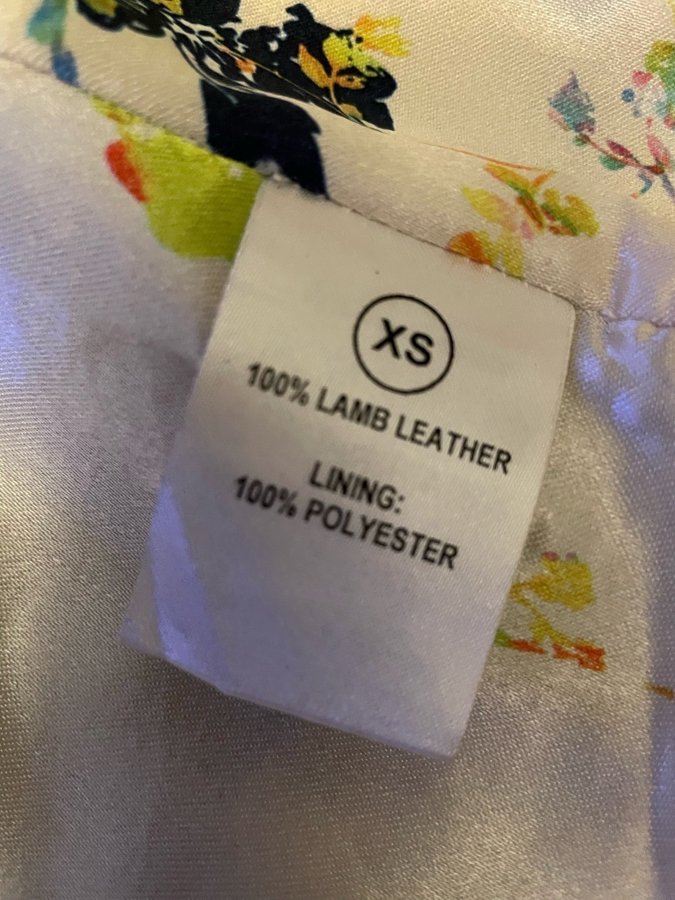 XS
100% LAMB LEATHER
LINING:
100% POLYESTER